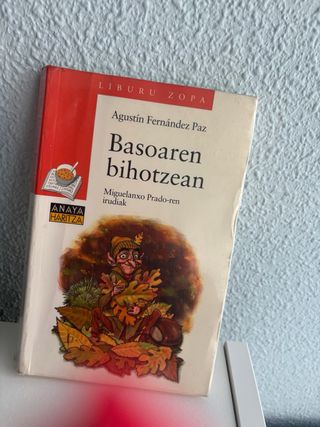 LIBURU ZOPA
Agustín Fernández Paz
Basoaren
bihotzean
Miguelanxo Prado-ren
irudiak
ANAYA
HARITZA